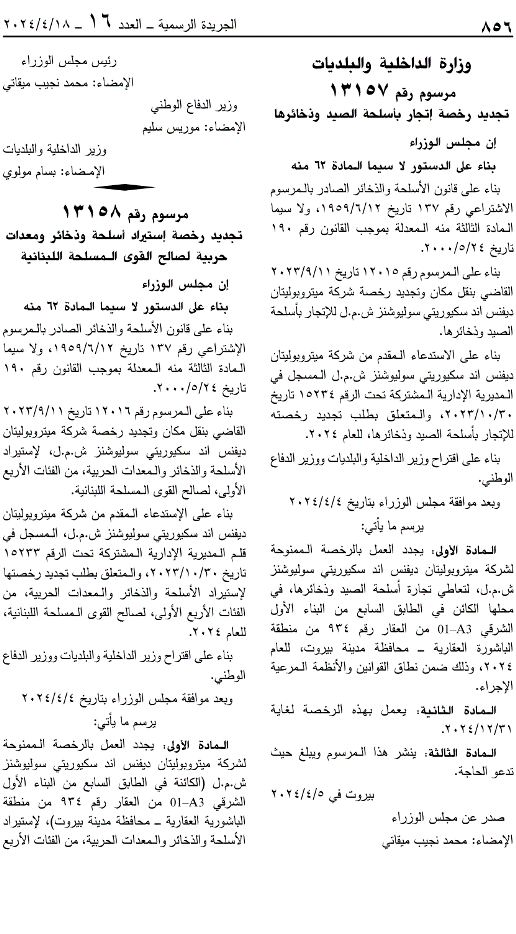 ٨٥٦
الجريدة الرسمية ــ العدد ١٦ ــ ٢٠٢٤/٤/١٨
وزارة الداخلية والبلديات
مرسوم رقم ١٣١٥٧
تجديد رخصة إتجار بأسلحة الصيد وذخائرها
إن مجلس الوزراء
بناء على الدستور لا سيما المادة ٦٢ منه
بناء على قانون الأسلحة والذخائر الصادر بالمرسوم
الاشتراعي رقم ١٣٧ تاريخ ١٩٥٩/٦/١٢، ولا سيما
المادة الثالثة منه المعدلة بموجب القانون رقم ١٩٠
تاريخ ٢٠٠٠/٥/٢٤.
بناء على المرسوم رقم ١٢٠١٥ تاريخ ٢٠٢٣/٩/١١
القاضي بنقل مكان وتجديد رخصة شركة ميتروبوليتان
ديفنس اند سكيوريتي سوليوشنز ش.م.ل للإتجار بأسلحة
الصيد وذخائرها.
بناء على الاستدعاء المقدم من شركة ميتروبوليتان
ديفنس اند سكيوريتي سوليوشنز ش.م.ل المسجل في
المديرية الإدارية المشتركة تحت الرقم ١٥٢٣٤ تاريخ
٢٠٢٣/١٠/٣٠، والمتعلق بطلب تجديد رخصته
للإتجار بأسلحة الصيد وذخائرها، للعام ٢٠٢٤.
بناء على اقتراح وزير الداخلية والبلديات ووزير الدفاع
الوطني.
وبعد موافقة مجلس الوزراء بتاريخ ٢٠٢٤/٤/٤
يرسم ما يأتي:
المادة الأولى: يجدد العمل بالرخصة الممنوحة
لشركة ميتروبوليتان ديفنس اند سكيوريتي سوليوشنز
ش.م.ل، لتعاطي تجارة أسلحة الصيد وذخائرها، في
محلها الكائن في الطابق السابع من البناء الأول
الشرقي 01–A3 من العقار رقم ٩٣٤ من منطقة
الباشورة العقارية ــ محافظة مدينة بيروت، للعام
٢٠٢٤، وذلك ضمن نطاق القوانين والأنظمة المرعية
الإجراء.
المادة الثانية: يعمل بهذه الرخصة لغاية
٢٠٢٤/١٢/٣١.
المادة الثالثة: ينشر هذا المرسوم ويبلغ حيث
تدعو الحاجة.
بيروت في ٢٠٢٤/٤/٥
صدر عن مجلس الوزراء
الإمضاء: محمد نجيب ميقاتي
رئيس مجلس الوزراء
الإمضاء: محمد نجيب ميقاتي
وزير الدفاع الوطني
الإمضاء: موريس سليم
وزير الداخلية والبلديات
الإمضاء: بسام مولوي
مرسوم رقم ١٣١٥٨
تجديد رخصة إستيراد أسلحة وذخائر ومعدات
حربية لصالح القوى المسلحة اللبنانية
إن مجلس الوزراء
بناء على الدستور لا سيما المادة ٦٢ منه
بناء على قانون الأسلحة والذخائر الصادر بالمرسوم
الإشتراعي رقم ١٣٧ تاريخ ١٩٥٩/٦/١٢، ولا سيما
المادة الثالثة منه المعدلة بموجب القانون رقم ١٩٠
تاريخ ٢٠٠٠/٥/٢٤.
بناء على المرسوم رقم ١٢٠١٦ تاريخ ٢٠٢٣/٩/١١
القاضي بنقل مكان وتجديد رخصة شركة ميتروبوليتان
ديفنس اند سكيوريتي سوليوشنز ش.م.ل، لإستيراد
الأسلحة والذخائر والمعدات الحربية، من الفئات الأربع
الأولى، لصالح القوى المسلحة اللبنانية.
بناء على الإستدعاء المقدم من شركة ميتروبوليتان
ديفنس اند سكيوريتي سوليوشنز ش.م.ل، المسجل في
قلم المديرية الإدارية المشتركة تحت الرقم ١٥٢٣٣
تاريخ ٢٠٢٣/١٠/٣٠، والمتعلق بطلب تجديد رخصتها
لإستيراد الأسلحة والذخائر والمعدات الحربية، من
الفئات الأربع الأولى، لصالح القوى المسلحة اللبنانية،
للعام ٢٠٢٤.
بناء على اقتراح وزير الداخلية والبلديات ووزير الدفاع
الوطني.
وبعد موافقة مجلس الوزراء بتاريخ ٢٠٢٤/٤/٤
يرسم ما يأتي:
المادة الأولى: يجدد العمل بالرخصة الممنوحة
لشركة ميتروبوليتان ديفنس اند سكيوريتي سوليوشنز
ش.م.ل (الكائنة في الطابق السابع من البناء الأول
الشرقي 01–A3 من العقار رقم ٩٣٤ من منطقة
الباشورية العقارية ــ محافظة مدينة بيروت)، لإستيراد
الأسلحة والذخائر والمعدات الحربية، من الفئات الأربع